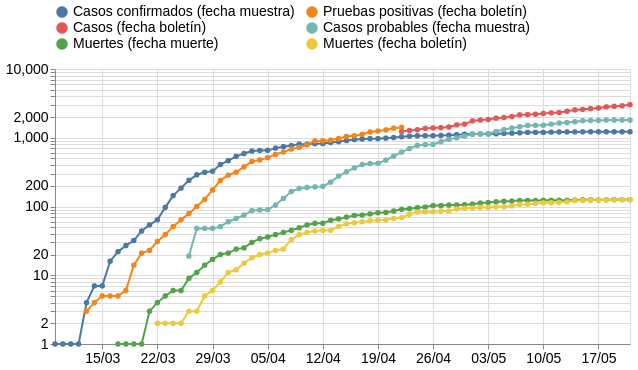 Casos confirmados (fecha muestra) Pruebas positivas (fecha boletín)
Casos (fecha boletín) Casos probables (fecha muestra)
Muertes (fecha muerte) Muertes (fecha boletín)
10,000
2,000
1,000
200
100
20
10
2
1
15/03 22/03 29/03 05/04 12/04 19/04 26/04 03/05 10/05 17/05